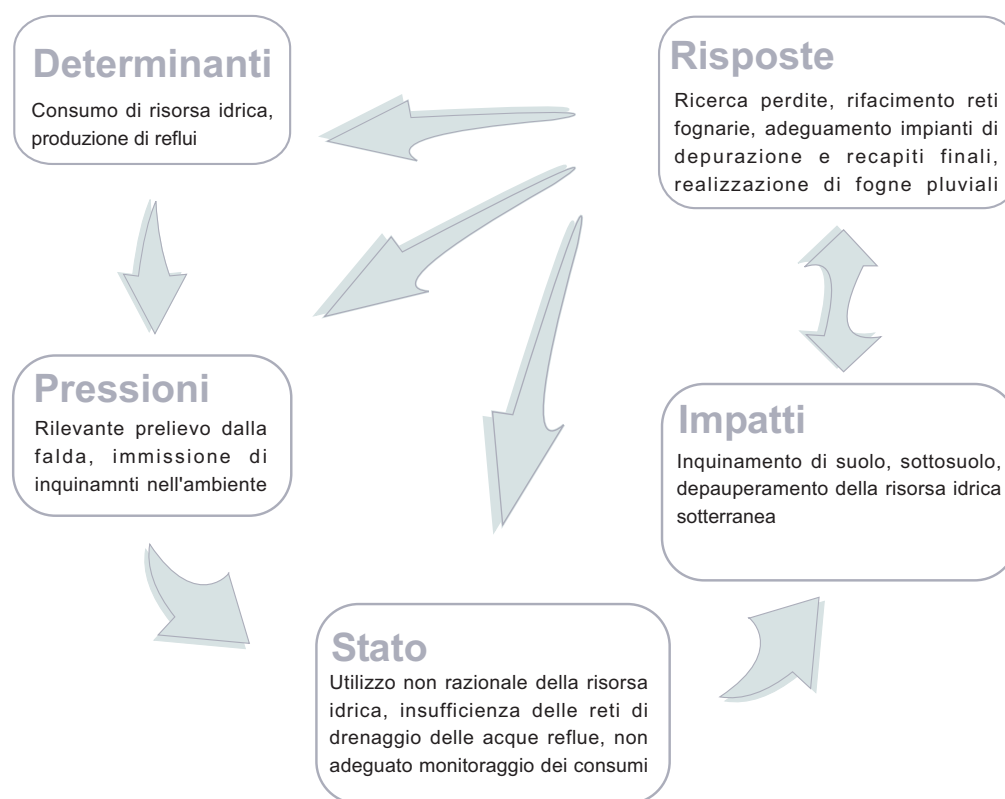 Determinanti
Consumo di risorsa idrica,
produzione di reflui
Risposte
Ricerca perdite, rifacimento reti
fognarie, adeguamento impianti di
depurazione e recapiti finali,
realizzazione di fogne pluviali
Pressioni
Rilevante prelievo dalla
falda, immissione di
inquinamnti nell'ambiente
Impatti
Inquinamento di suolo, sottosuolo,
depauperamento della risorsa idrica
sotterranea
Stato
Utilizzo non razionale della risorsa
idrica, insufficienza delle reti di
drenaggio delle acque reflue, non
adeguato monitoraggio dei consumi